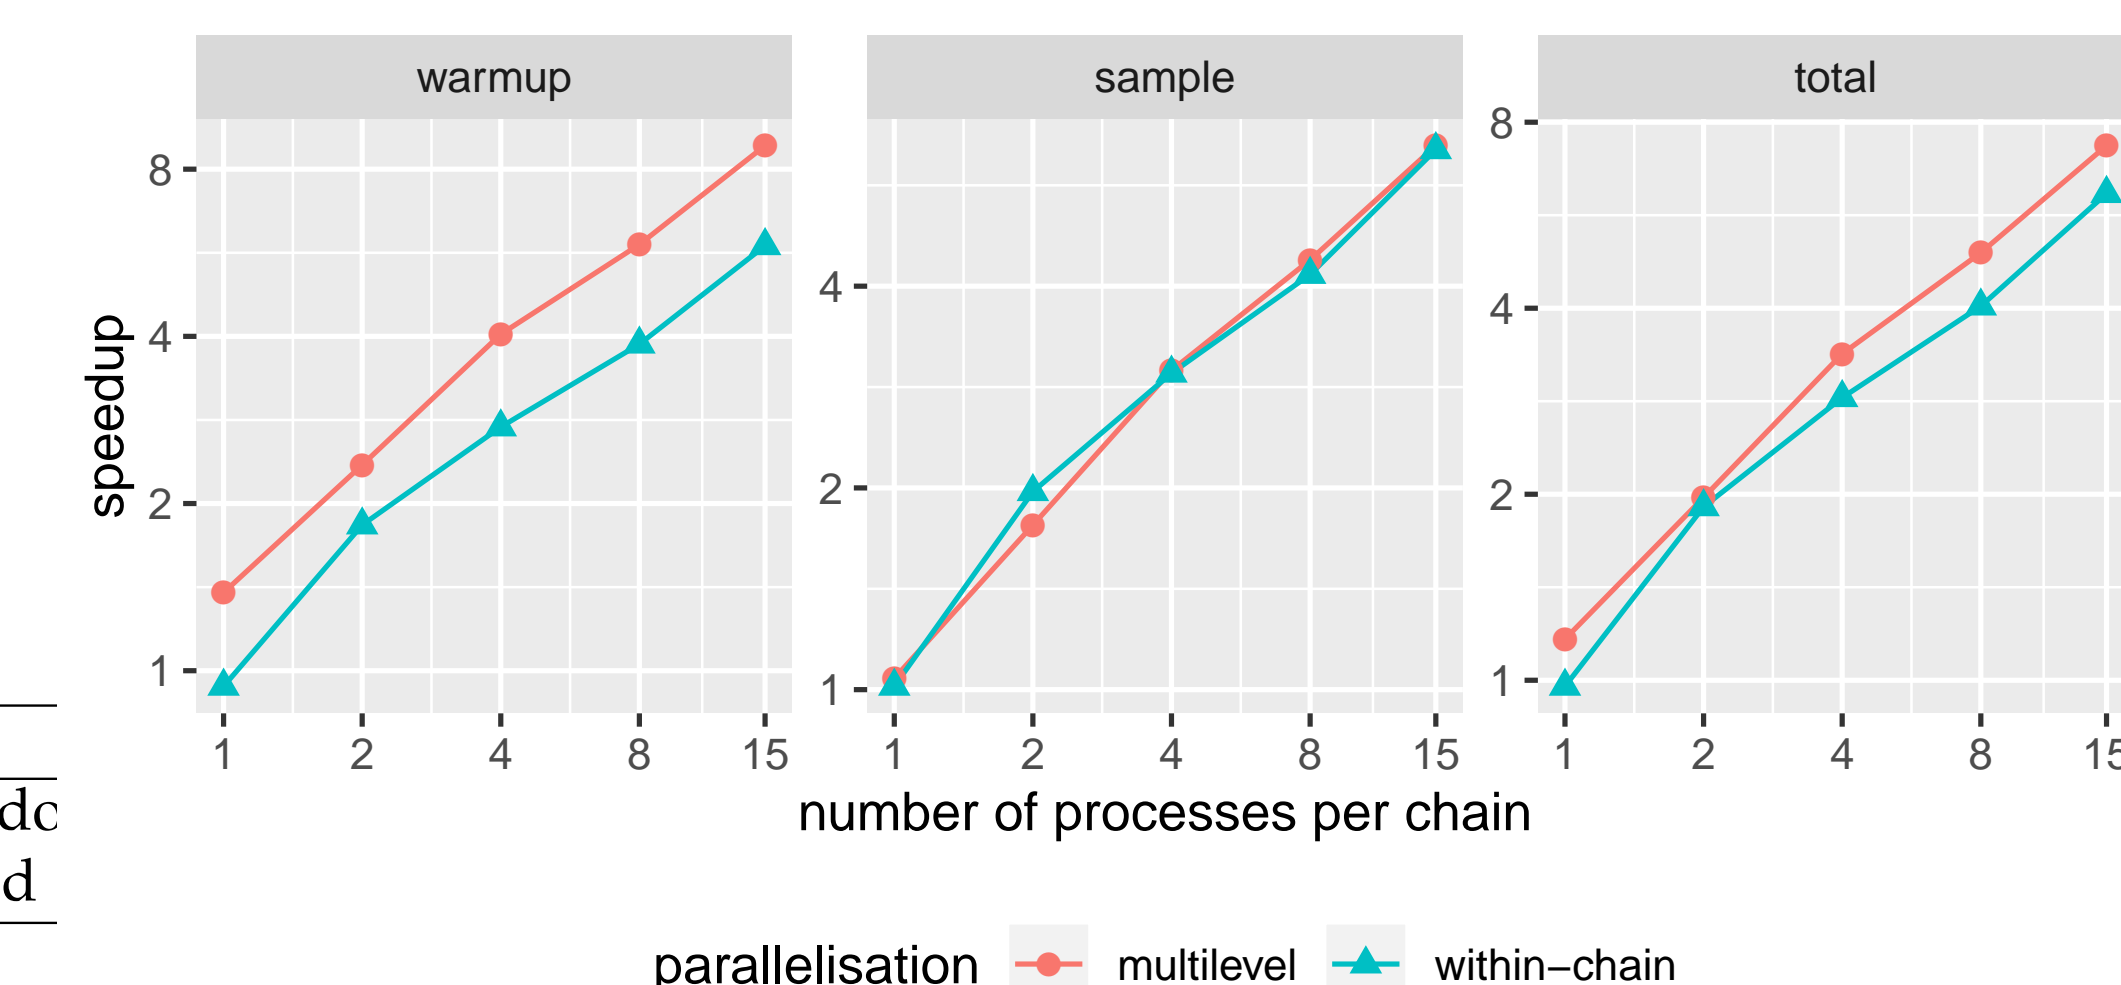 warmup sample total
8
8
4
4
4
speedup
2
2
2
1
1
1
1 2 4 8 15 1 2 4 8 15 1 2 4 8 15
do
number of processes per chain
d
parallelisation multilevel within−chain